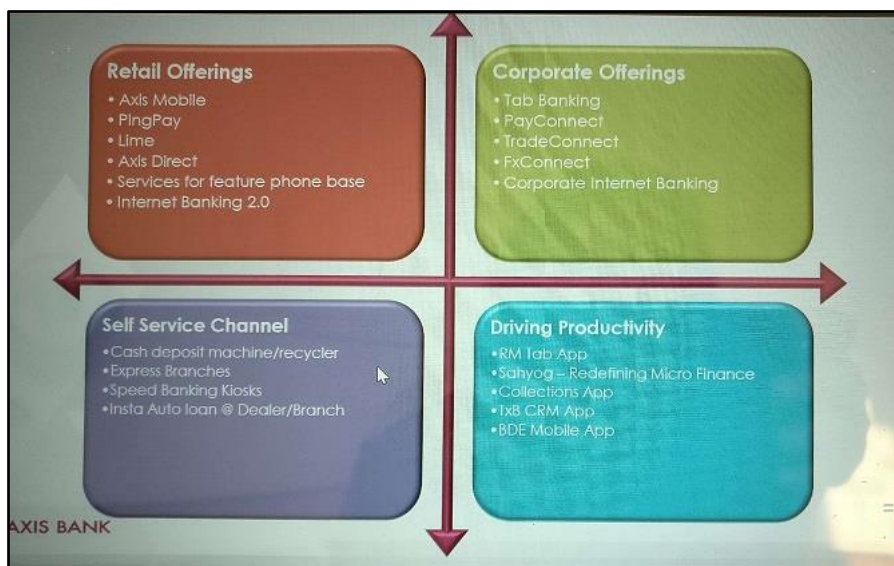 Retail Offerings
• Axis Mobile
• PingPay
• Lime
• Axis Direct
• Services for feature phone base
• Internet Banking 2.0
Corporate Offerings
• Tab Banking
• PayConnect
• TradeConnect
• FxConnect
• Corporate Internet Banking
Self Service Channel
•Cash deposit machine/recycler
•Express Branches
•Speed Banking Kiosks
•Insta Auto loan @ Dealer/Branch
Driving Productivity
•RM Tab App
•Sahyog – Redefining Micro Finance
•Collections App
•TxB CRM App
•BDE Mobile App
AXIS BANK